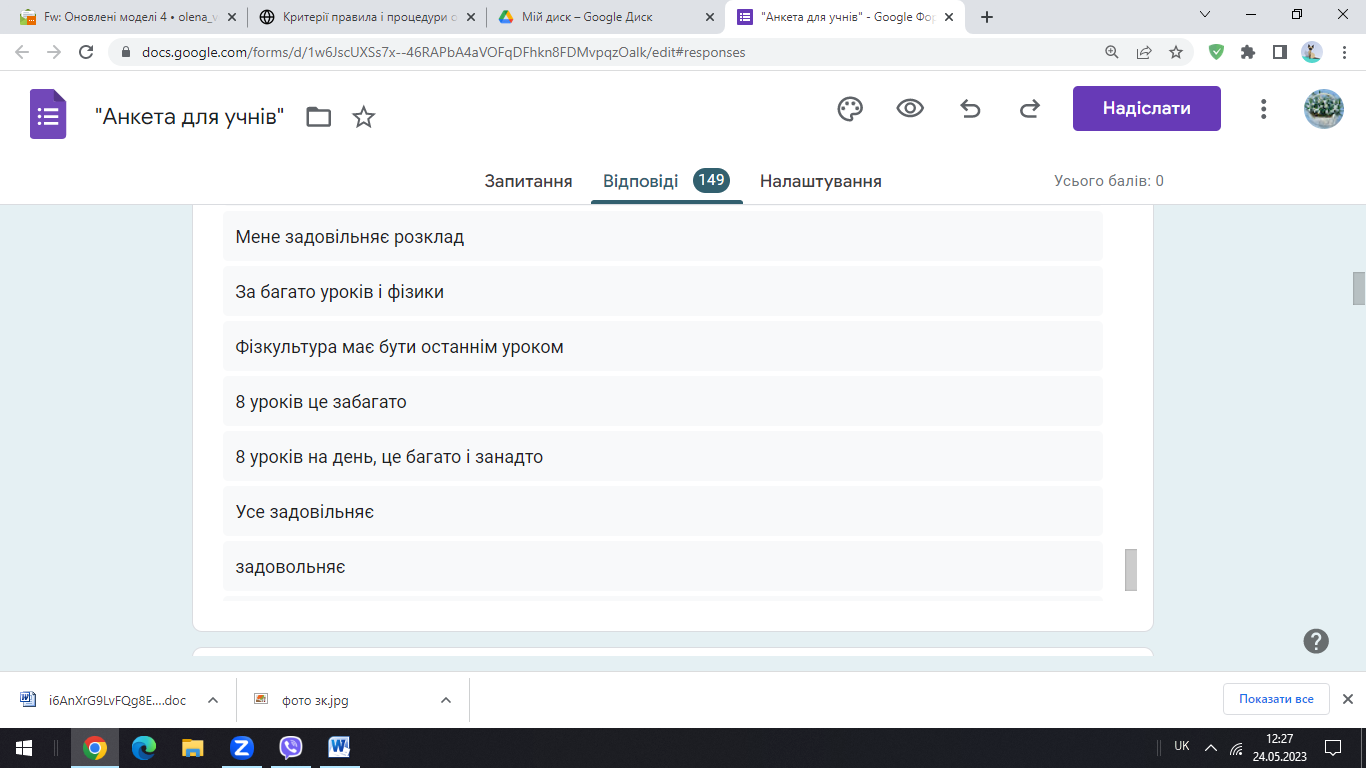 Fw: Оновлені моделі 4 • olena_v
Критерії правила і процедури о
Мій диск – Google Диск
"Анкета для учнів" - Google Фор
docs.google.com/forms/d/1w6JscUXSs7x--46RAPbA4aVOFqDFhkn8FDMvpqzOaIk/edit#responses
"Анкета для учнів"
Надіслати
Запитання
Відповіді 149
Налаштування
Усього балів: 0
Мене задовільняє розклад
За багато уроків і фізики
Фізкультура має бути останнім уроком
8 уроків це забагато
8 уроків на день, це багато і занадто
Усе задовільняє
задовольняє
i6AnXrG9LvFQg8E....doc
фото зк.jpg
Показати все
UK
12:27
24.05.2023